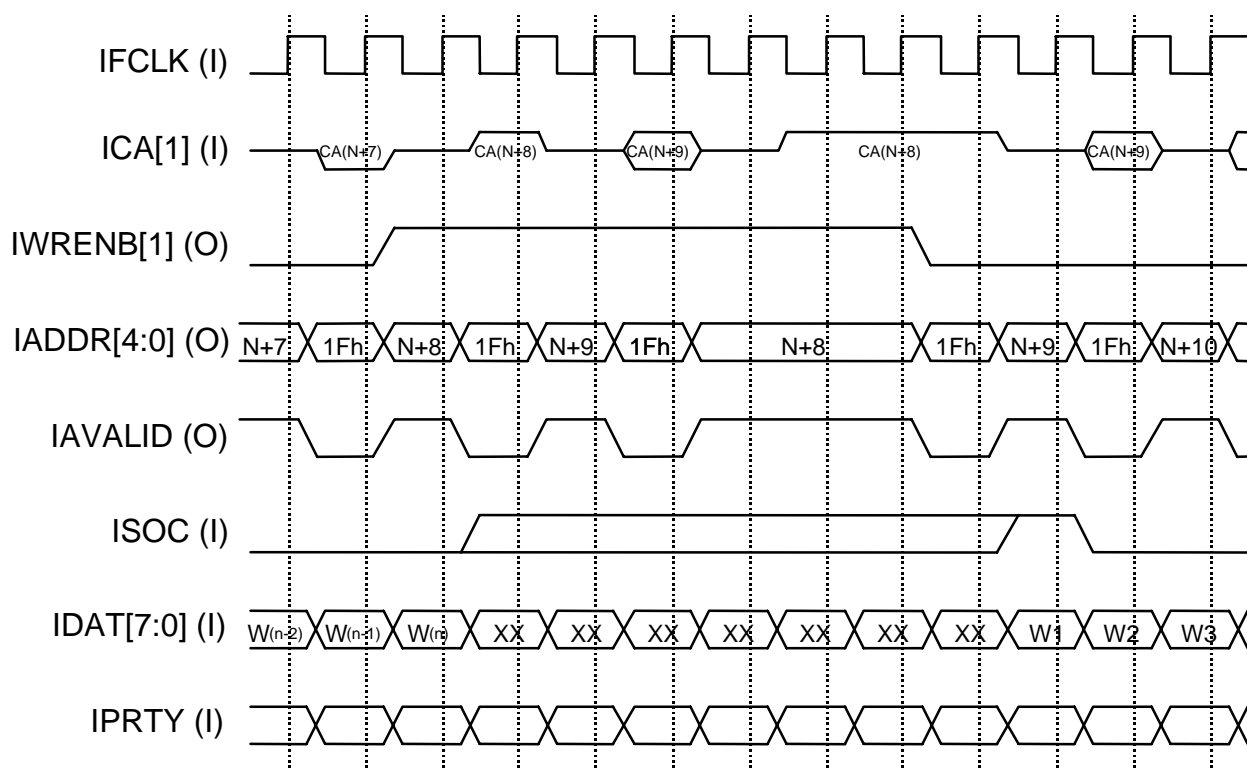 IFCLK (I)
ICA[1] (I) CA(N+7) CA(N+8) CA(N+9) CA(N+8) CA(N+9)
IWRENB[1] (O)
IADDR[4:0] (O) N+7 1Fh N+8 1Fh N+9 1Fh N+8 1Fh N+9 1Fh N+10
IAVALID (O)
ISOC (I)
IDAT[7:0] (I) W(n-2) W(n-1) W(n) XX XX XX XX XX XX XX W1 W2 W3
IPRTY (I)